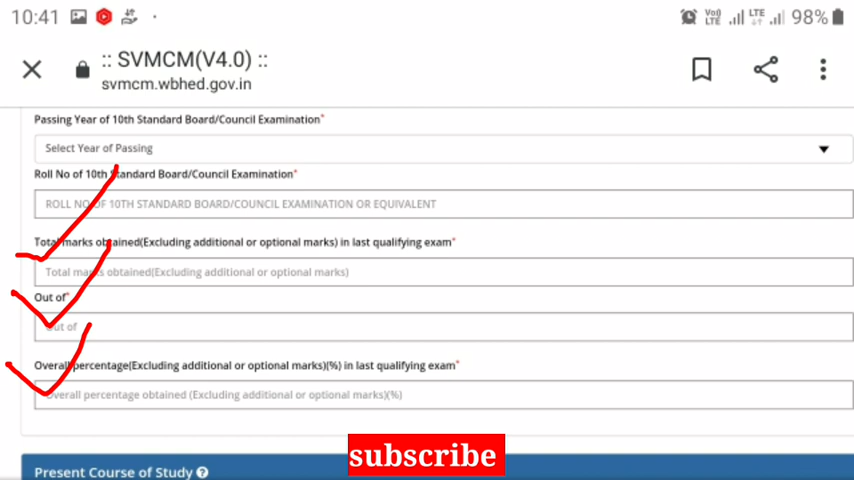 10:41 Vo) LTE LTE 98%
:: SVMCM(V4.0) ::
svmcm.wbhed.gov.in
Passing Year of 10th Standard Board/Council Examination*
Select Year of Passing
Roll No of 10th Standard Board/Council Examination*
ROLL NO OF 10TH STANDARD BOARD/COUNCIL EXAMINATION OR EQUIVALENT
Total marks obtained(Excluding additional or optional marks) in last qualifying exam*
Total marks obtained(Excluding additional or optional marks)
Out of*
Out of
Overall percentage(Excluding additional or optional marks)(%) in last qualifying exam*
Overall percentage obtained (Excluding additional or optional marks)(%)
subscribe
Present Course of Study ?